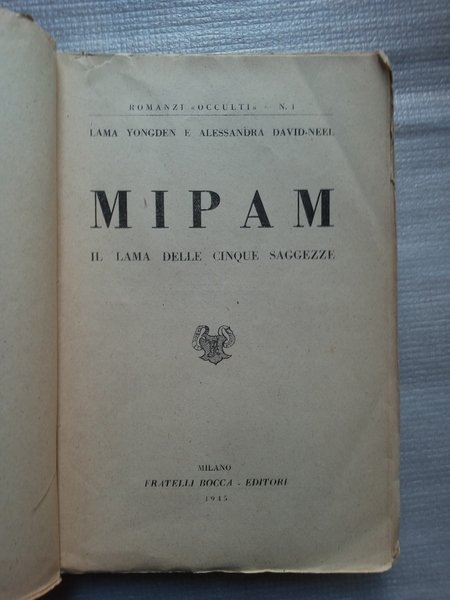 ROMANZI «OCCULTI» - N. 1
LAMA YONGDEN E ALESSANDRA DAVID-NEEL
MIPAM
IL LAMA DELLE CINQUE SAGGEZZE
MILANO
FRATELLI BOCCA - EDITORI
1945